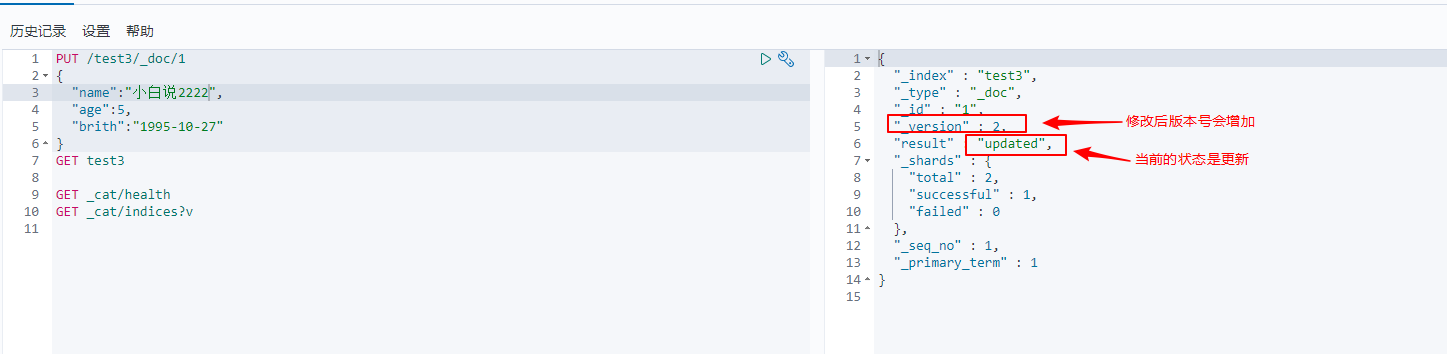 历史记录 设置 帮助
1 PUT /test3/_doc/1
2 {
3 "name":"小白说2222",
4 "age":5,
5 "brith":"1995-10-27"
6 }
7 GET test3
8
9 GET _cat/health
10 GET _cat/indices?v
11
1 {
2 "_index" : "test3",
3 "_type" : "_doc",
4 "_id" : "1",
5 "_version" : 2,
修改后版本号会增加
6 "result" : "updated",
当前的状态是更新
7 "_shards" : {
8 "total" : 2,
9 "successful" : 1,
10 "failed" : 0
11 },
12 "_seq_no" : 1,
13 "_primary_term" : 1
14 }
15